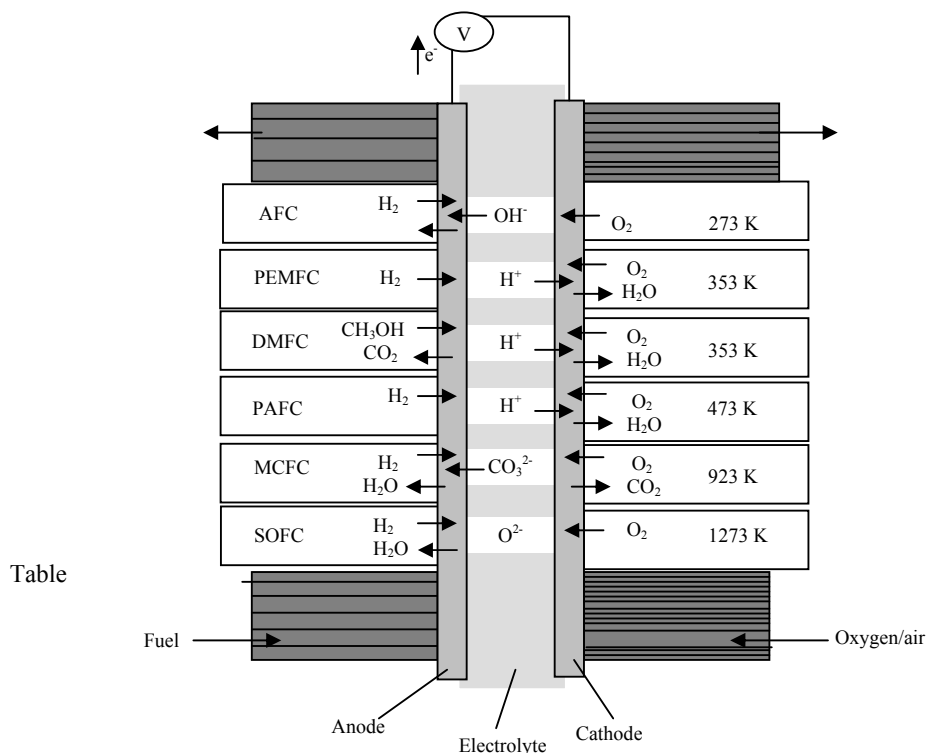 V
e⁻
AFC H₂ OH⁻ O₂ 273 K
PEMFC H₂ H⁺ O₂ 353 K
H₂O
DMFC CH₃OH H⁺ O₂ 353 K
CO₂ H₂O
PAFC H₂ H⁺ O₂ 473 K
H₂O
MCFC H₂ CO₃²⁻ O₂ 923 K
H₂O CO₂
SOFC H₂ O²⁻ O₂ 1273 K
H₂O
Table
Fuel Oxygen/air
Anode Electrolyte Cathode